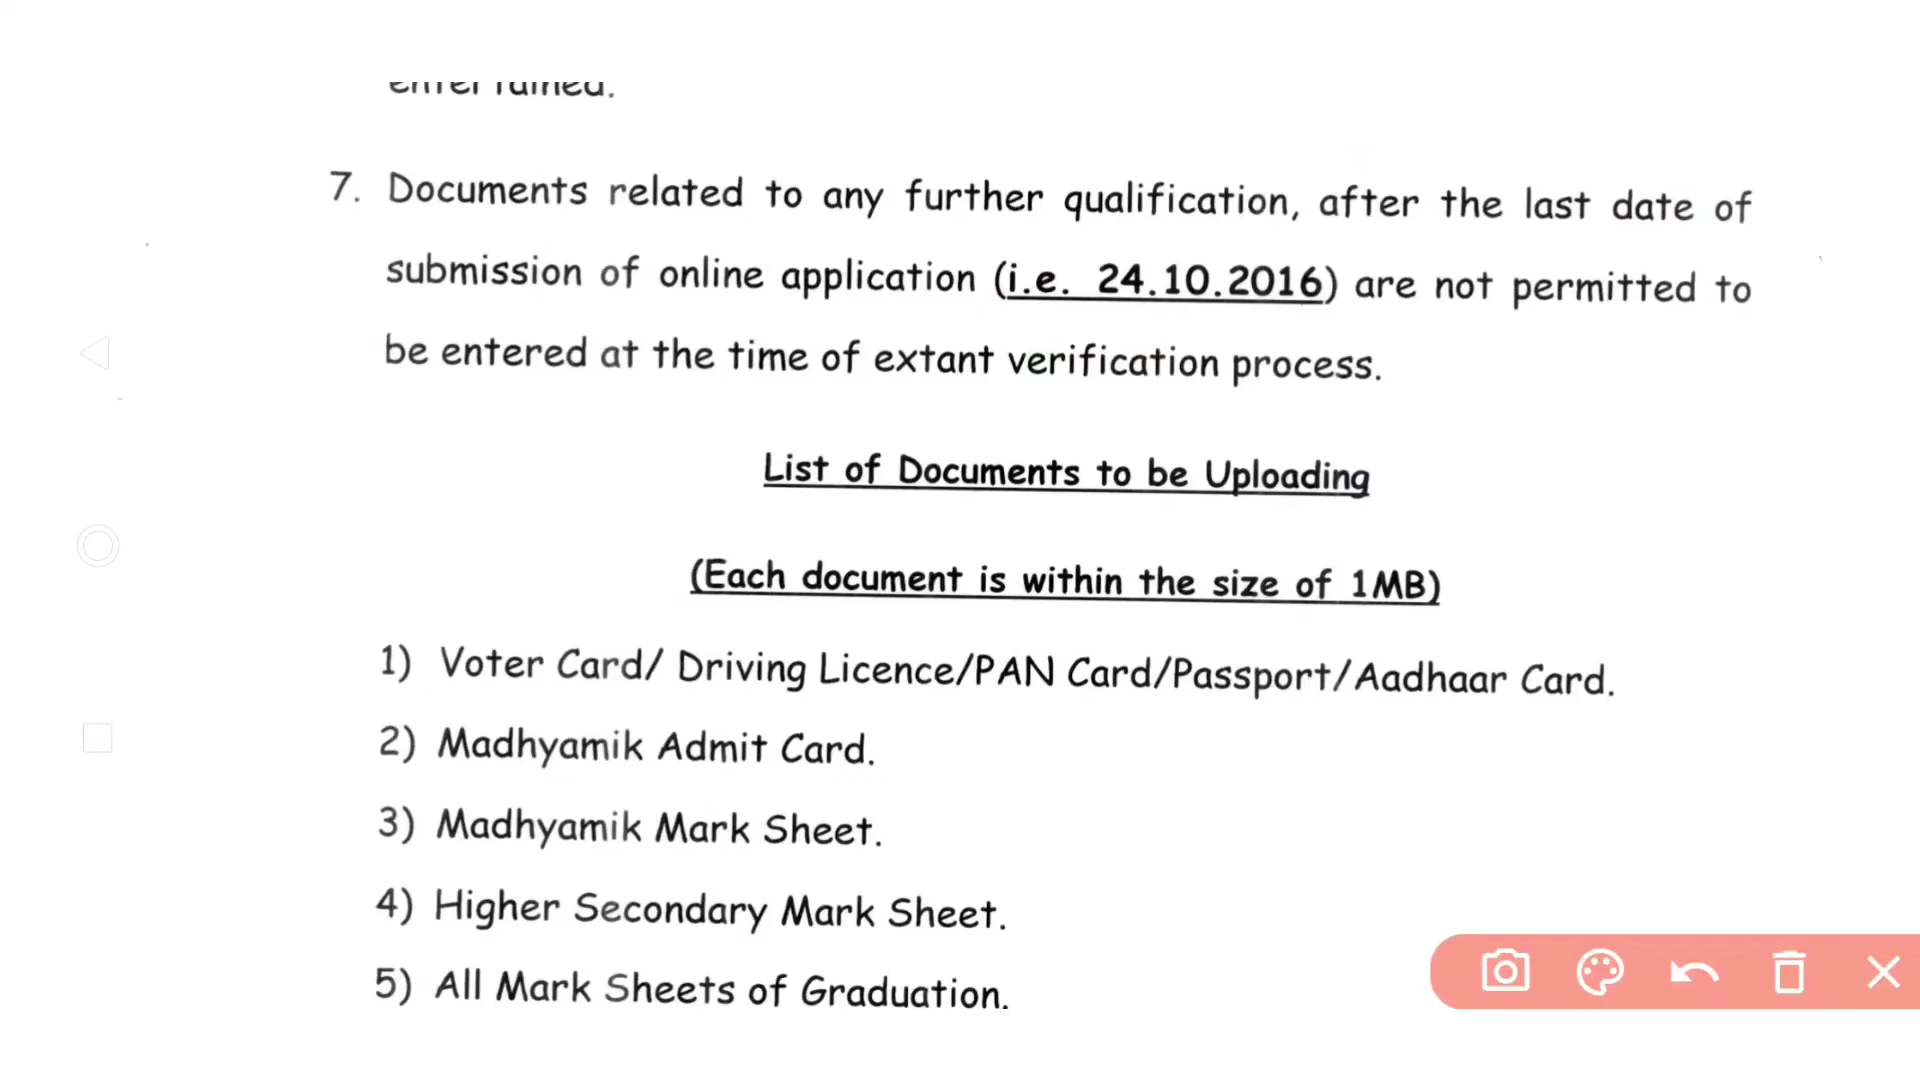 entertained.
7. Documents related to any further qualification, after the last date of
submission of online application (i.e. 24.10.2016) are not permitted to
be entered at the time of extant verification process.
List of Documents to be Uploading
(Each document is within the size of 1MB)
1) Voter Card/ Driving Licence/PAN Card/Passport/Aadhaar Card.
2) Madhyamik Admit Card.
3) Madhyamik Mark Sheet.
4) Higher Secondary Mark Sheet.
5) All Mark Sheets of Graduation.